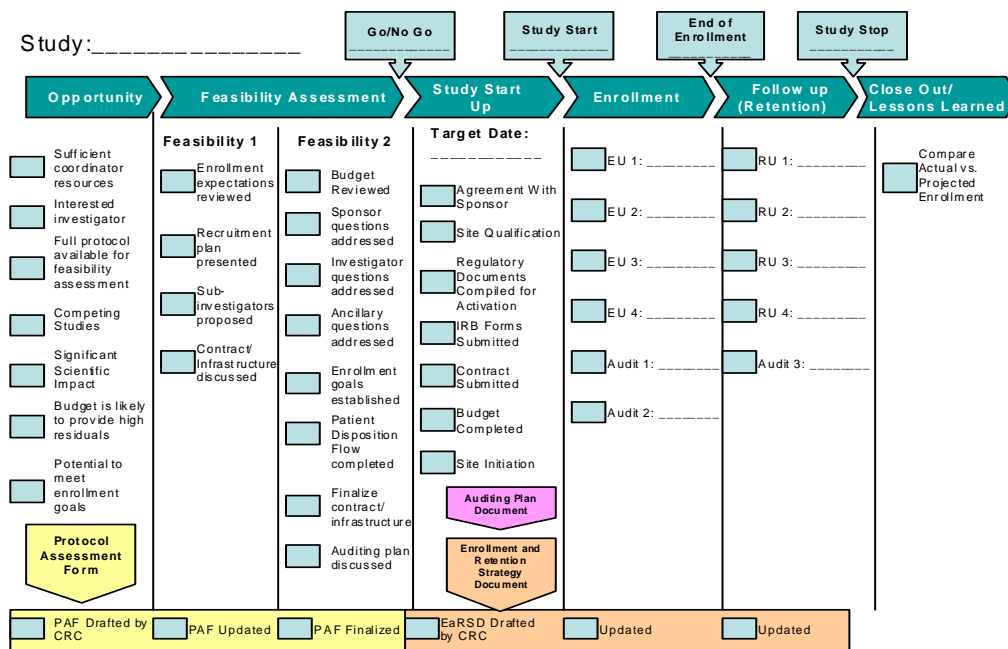 Study:_______ _________
Go/No Go
___________
Study Start
__________
End of
Enrollment
________
Study Stop
__________
Opportunity
Feasibility Assessment
Study Start
Up
Enrollment
Follow up
(Retention)
Close Out/
Lessons Learned
Sufficient
coordinator
resources
Interested
investigator
Full protocol
available for
feasibility
assessment
Competing
Studies
Significant
Scientific
Impact
Budget is likely
to provide high
residuals
Potential to
meet
enrollment
goals
Protocol
Assessment
Form
Feasibility 1
Enrollment
expectations
reviewed
Recruitment
plan
presented
Sub-
investigators
proposed
Contract/
Infrastructure
discussed
Feasibility 2
Budget
Reviewed
Sponsor
questions
addressed
Investigator
questions
addressed
Ancillary
questions
addressed
Enrollment
goals
established
Patient
Disposition
Flow
completed
Finalize
contract/
infrastructure
Auditing plan
discussed
Target Date:
____________
Agreement With
Sponsor
Site Qualification
Regulatory
Documents
Compiled for
Activation
IRB Forms
Submitted
Contract
Submitted
Budget
Completed
Site Initiation
Auditing Plan
Document
Enrollment and
Retention
Strategy
Document
EU 1: ________
EU 2: ________
EU 3: ________
EU 4: ________
Audit 1: ________
Audit 2: ________
RU 1: ________
RU 2: ________
RU 3: ________
RU 4: ________
Audit 3: ________
Compare
Actual vs.
Projected
Enrollment
PAF Drafted by
CRC
PAF Updated
PAF Finalized
EaRSD Drafted
by CRC
Updated
Updated